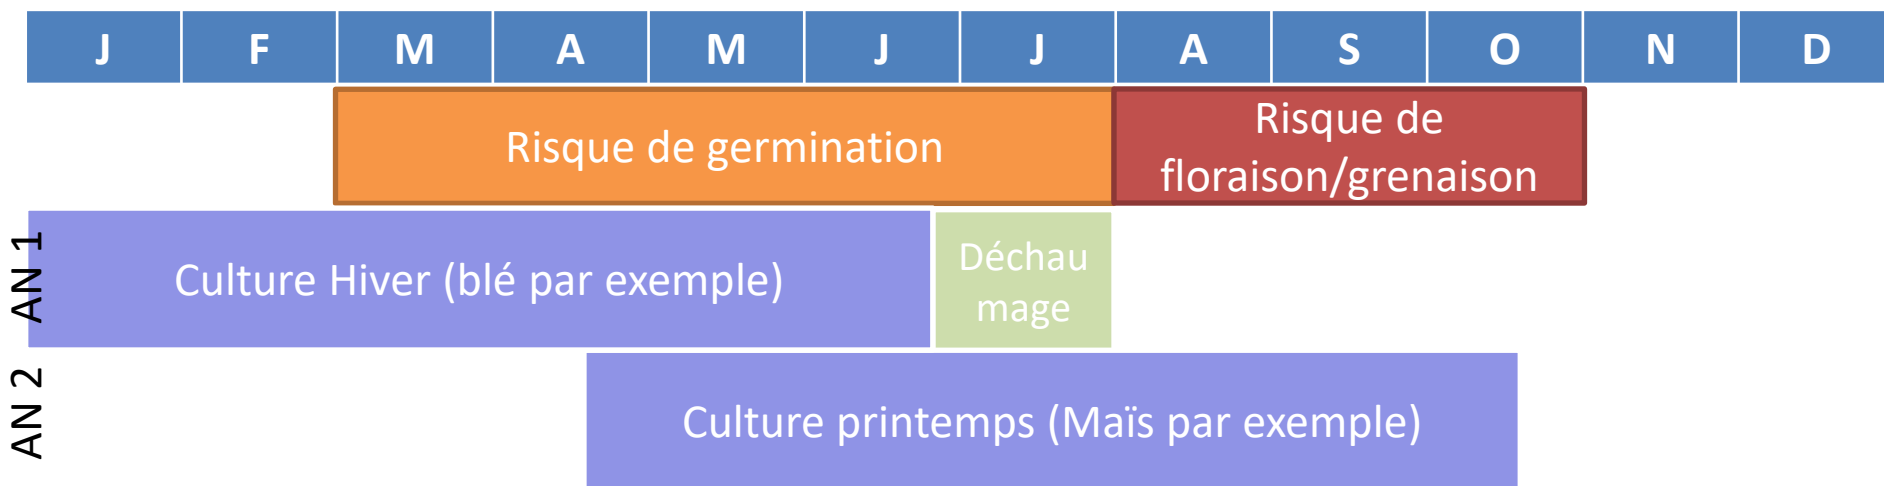 J F M A M J J A S O N D
Risque de germination
Risque de
floraison/grenaison
AN 1
Culture Hiver (blé par exemple)
Déchau
mage
AN 2
Culture printemps (Maïs par exemple)